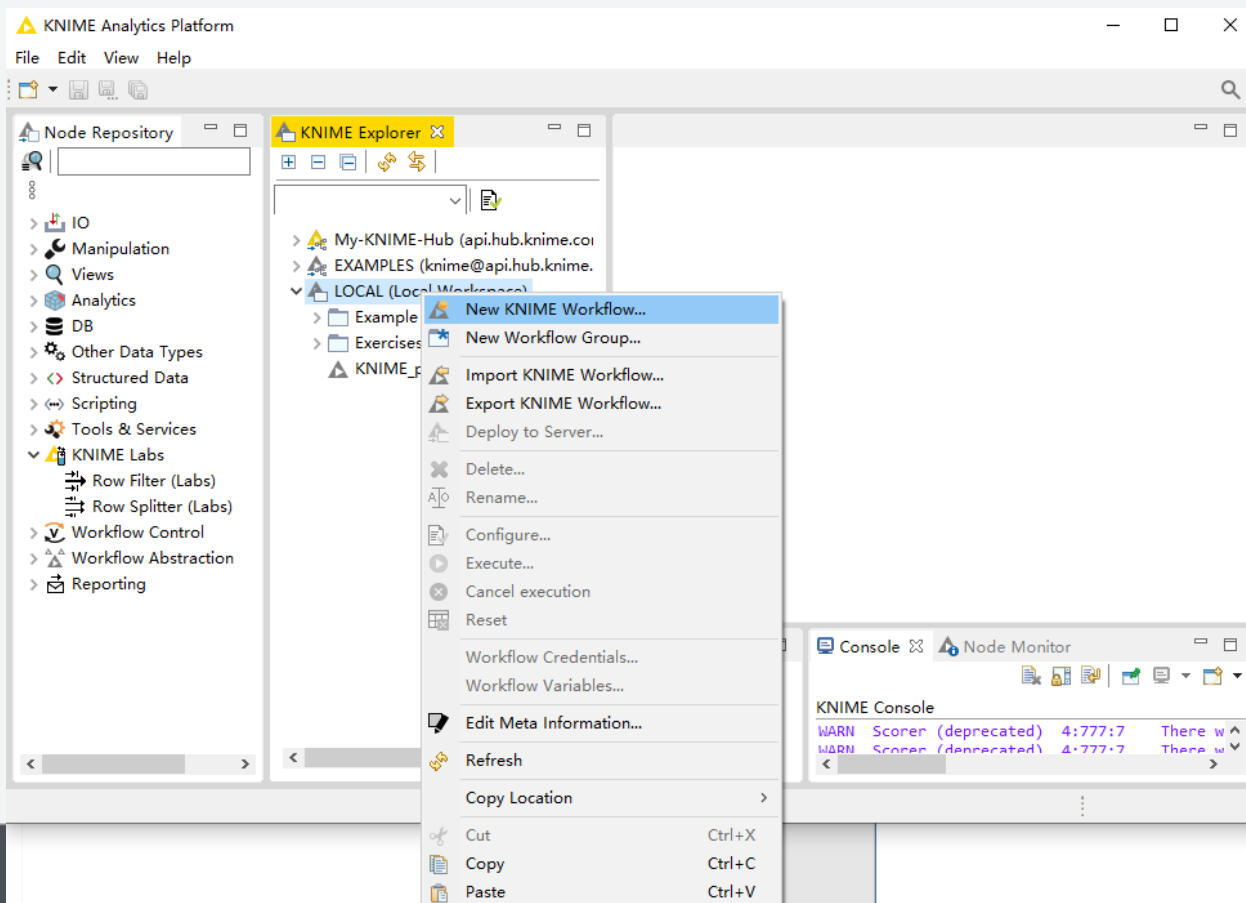 KNIME Analytics Platform
File Edit View Help
Node Repository
IO
Manipulation
Views
Analytics
DB
Other Data Types
Structured Data
Scripting
Tools & Services
KNIME Labs
Row Filter (Labs)
Row Splitter (Labs)
Workflow Control
Workflow Abstraction
Reporting
KNIME Explorer
My-KNIME-Hub (api.hub.knime.co
EXAMPLES (knime@api.hub.knime.
LOCAL (Local Workspace)
Example
Exercises
KNIME_p
New KNIME Workflow...
New Workflow Group...
Import KNIME Workflow...
Export KNIME Workflow...
Deploy to Server...
Delete...
Rename...
Configure...
Execute...
Cancel execution
Reset
Workflow Credentials...
Workflow Variables...
Edit Meta Information...
Refresh
Copy Location
Cut Ctrl+X
Copy Ctrl+C
Paste Ctrl+V
Console Node Monitor
KNIME Console
WARN Scorer (deprecated) 4:777:7 There w
WARN Scorer (deprecated) 4:777:7 There w